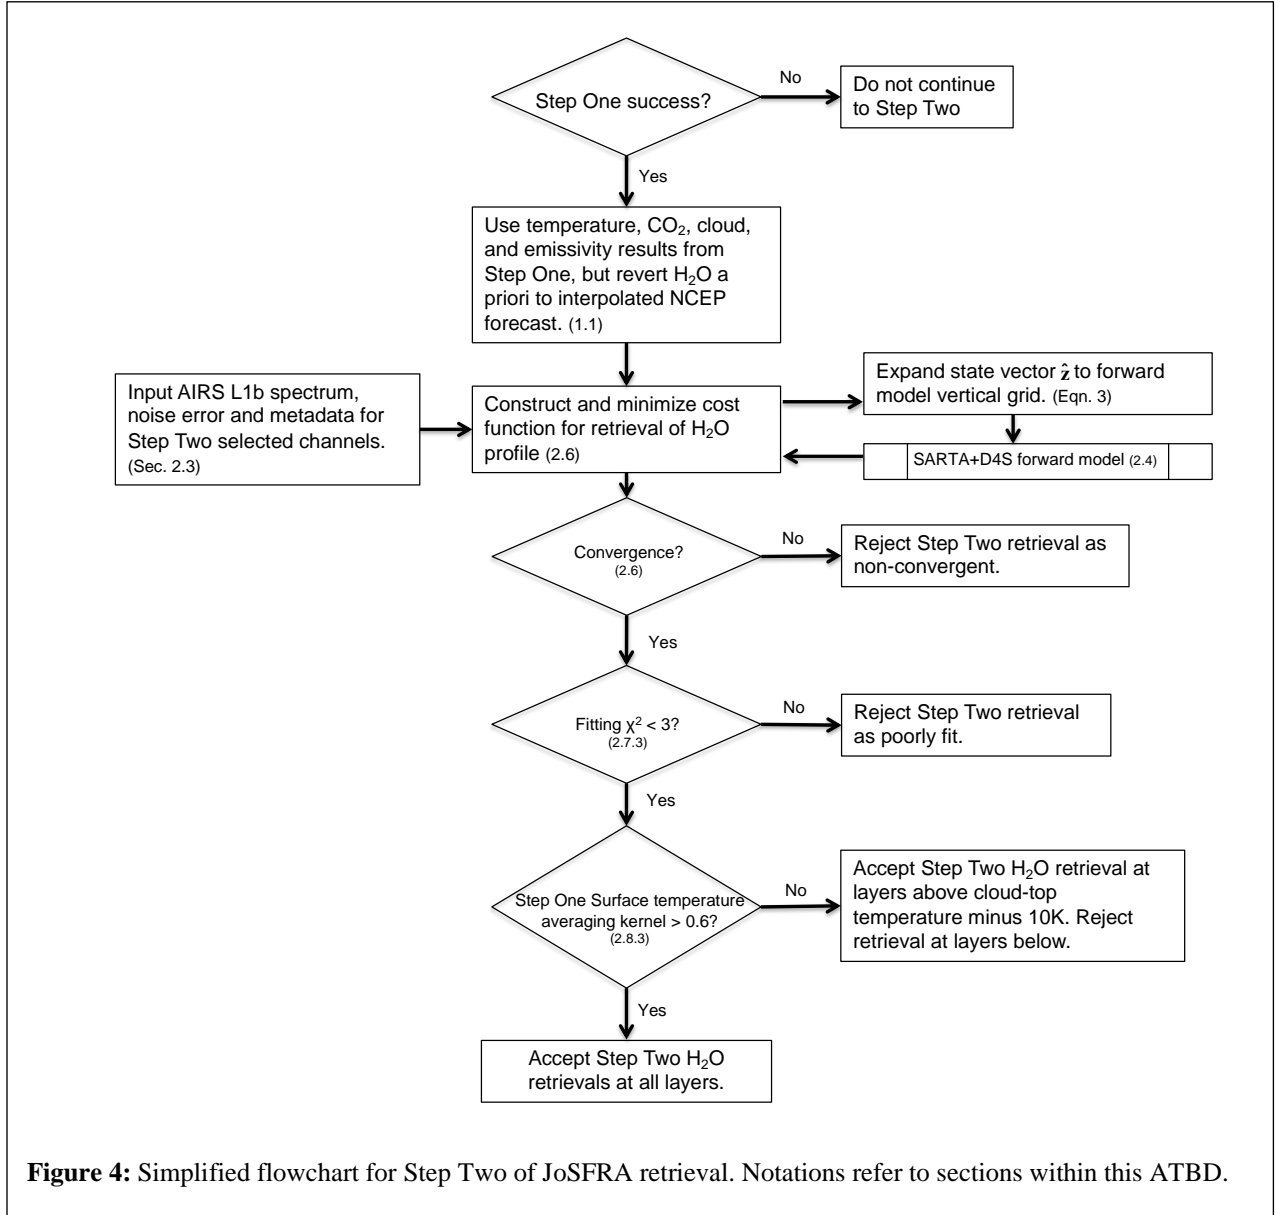 Step One success?
No
Do not continue
to Step Two
Yes
Use temperature, CO₂, cloud,
and emissivity results from
Step One, but revert H₂O a
priori to interpolated NCEP
forecast. (1.1)
Input AIRS L1b spectrum,
noise error and metadata for
Step Two selected channels.
(Sec. 2.3)
Construct and minimize cost
function for retrieval of H₂O
profile (2.6)
Expand state vector ẑ to forward
model vertical grid. (Eqn. 3)
SARTA+D4S forward model (2.4)
Convergence?
(2.6)
No
Reject Step Two retrieval as
non-convergent.
Yes
Fitting χ² < 3?
(2.7.3)
No
Reject Step Two retrieval
as poorly fit.
Yes
Step One Surface temperature
averaging kernel > 0.6?
(2.8.3)
No
Accept Step Two H₂O retrieval at
layers above cloud-top
temperature minus 10K. Reject
retrieval at layers below.
Yes
Accept Step Two H₂O
retrievals at all layers.
Figure 4: Simplified flowchart for Step Two of JoSFRA retrieval. Notations refer to sections within this ATBD.